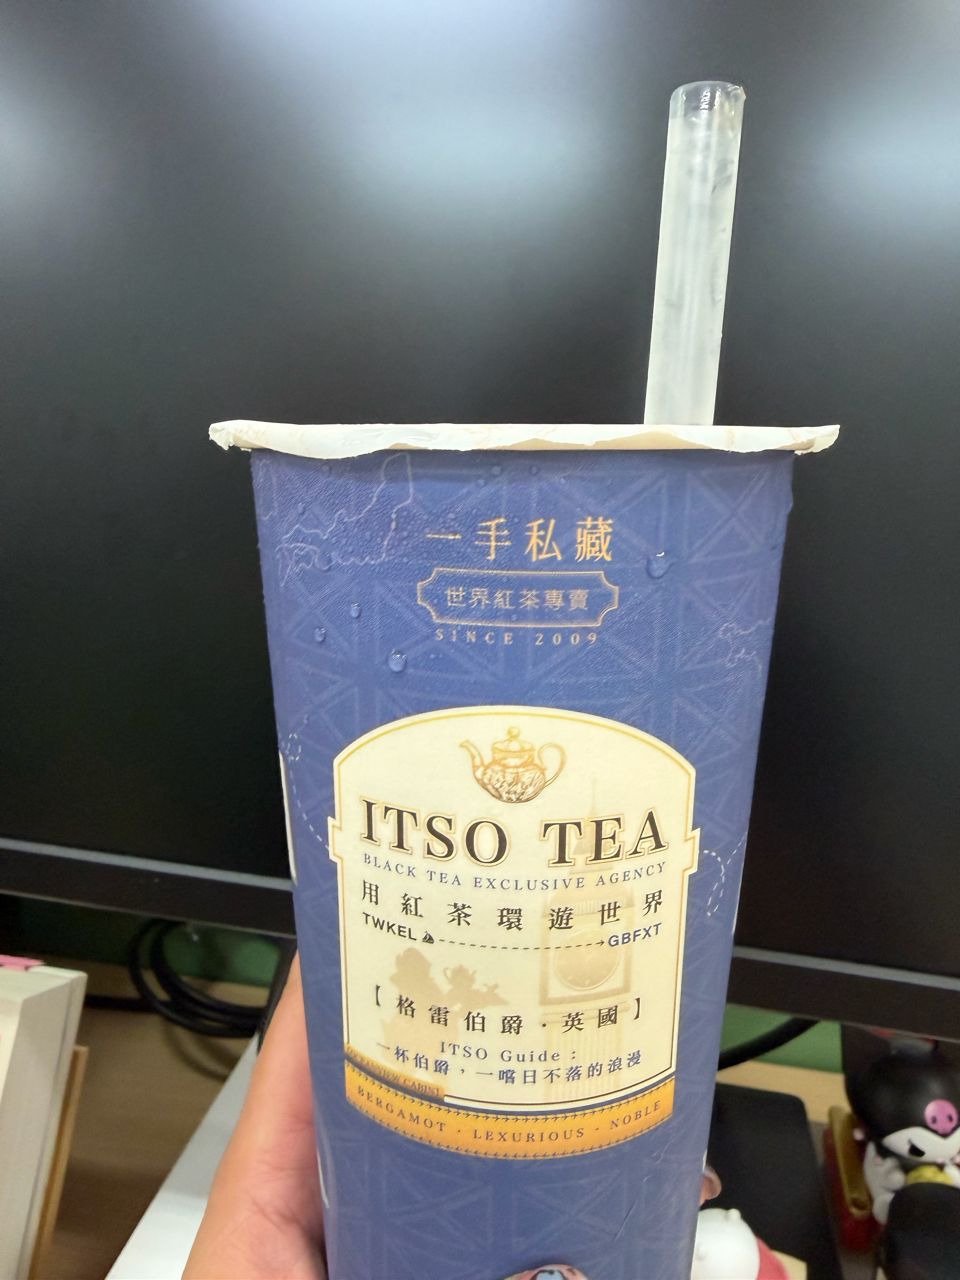 一手私藏
世界紅茶專賣
SINCE 2009
ITSO TEA
BLACK TEA EXCLUSIVE AGENCY
用紅茶環遊世界
TWKEL GBFXT
【格雷伯爵·英國】
ITSO Guide :
一杯伯爵，一嚐日不落的浪漫
VIEW CABIN1
BERGAMOT · LEXURIOUS · NOBLE